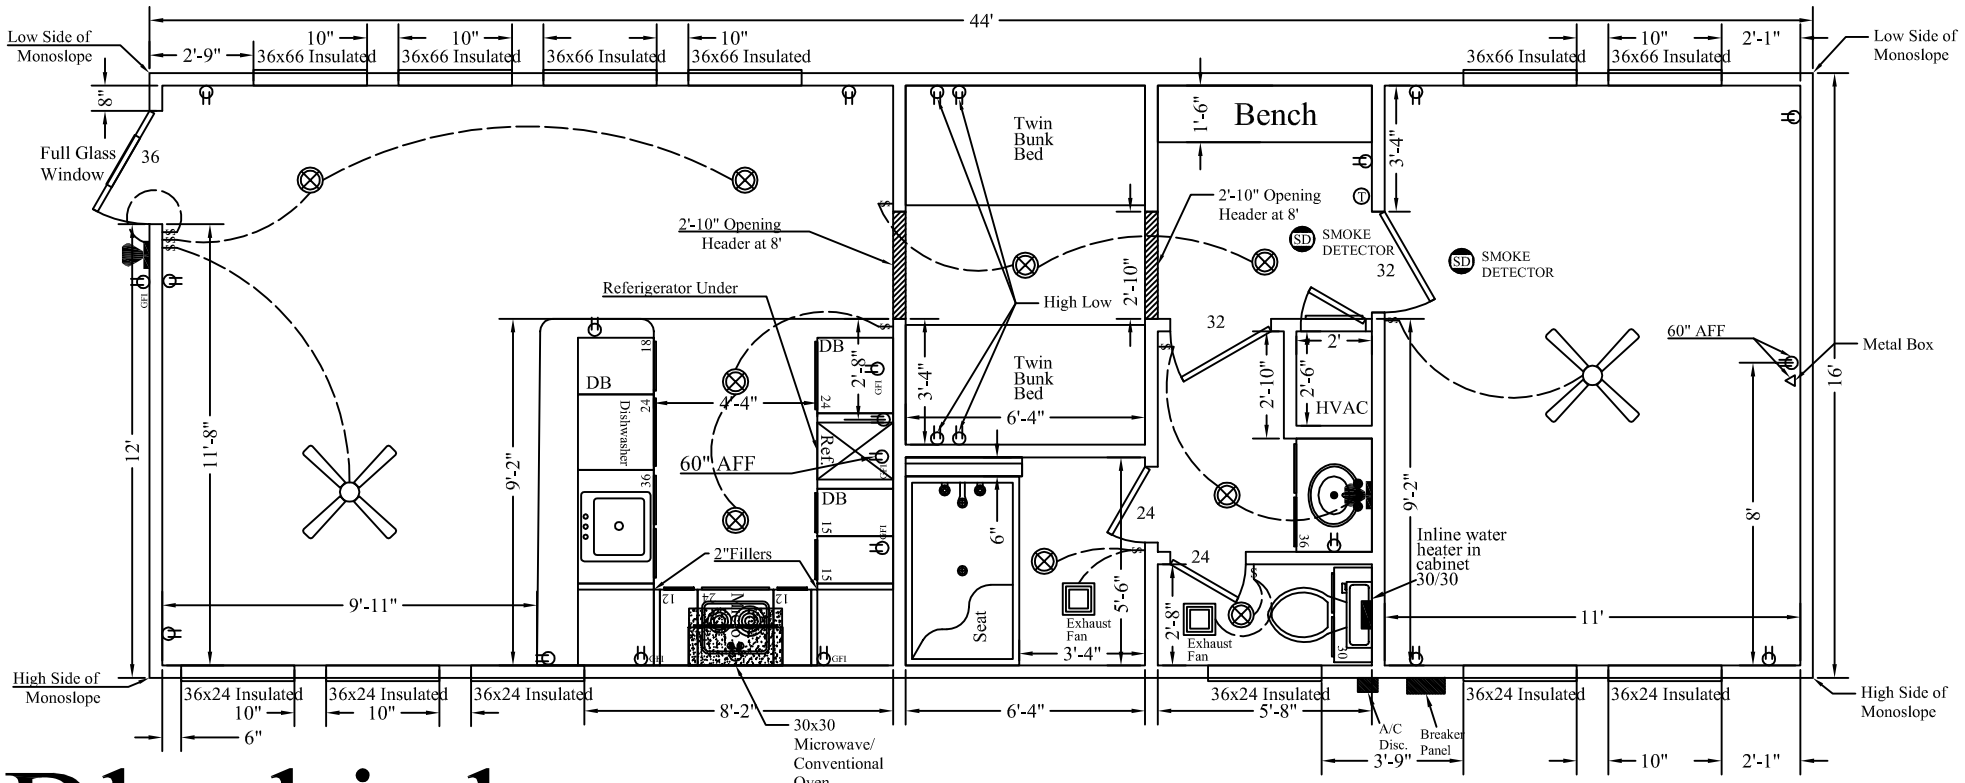 44'
Low Side of
Monoslope
2'-9"
10"
10"
10"
10"
2'-1"
Low Side of
Monoslope
36x66 Insulated
36x66 Insulated
36x66 Insulated
36x66 Insulated
36x66 Insulated
36x66 Insulated
8"
Full Glass
Window
36
Twin
Bunk
Bed
1'-6"
Bench
3'-4"
T
2'-10" Opening
Header at 8'
2'-10" Opening
Header at 8'
SD
SMOKE
DETECTOR
SD
SMOKE
DETECTOR
32
$$$
$
GFI
Referigerator Under
High Low
2'-10"
32
$
$
$
60" AFF
Metal Box
16'
18
DB
DB
2'-8"
GFI
3'-4"
Twin
Bunk
Bed
2'
2'-6"
HVAC
2'-10"
24
4'-4"
24
6'-4"
Dishwasher
12'
11'-8"
9'-2"
Ref.
60" AFF
36
DB
15
GFI
15
6"
24
9'-2"
8'
36
Inline water
heater in
cabinet
30/30
2"Fillers
24
$
5'-6"
2'-8"
12
24
12
9'-11"
Seat
Exhaust
Fan
Exhaust
Fan
30
11'
3'-4"
GFI
GFI
High Side of
Monoslope
36x24 Insulated
36x24 Insulated
36x24 Insulated
36x24 Insulated
36x24 Insulated
36x24 Insulated
High Side of
Monoslope
10"
10"
8'-2"
6'-4"
5'-8"
6"
30x30
Microwave/
Conventional
Oven
A/C
Disc.
Breaker
Panel
3'-9"
10"
2'-1"